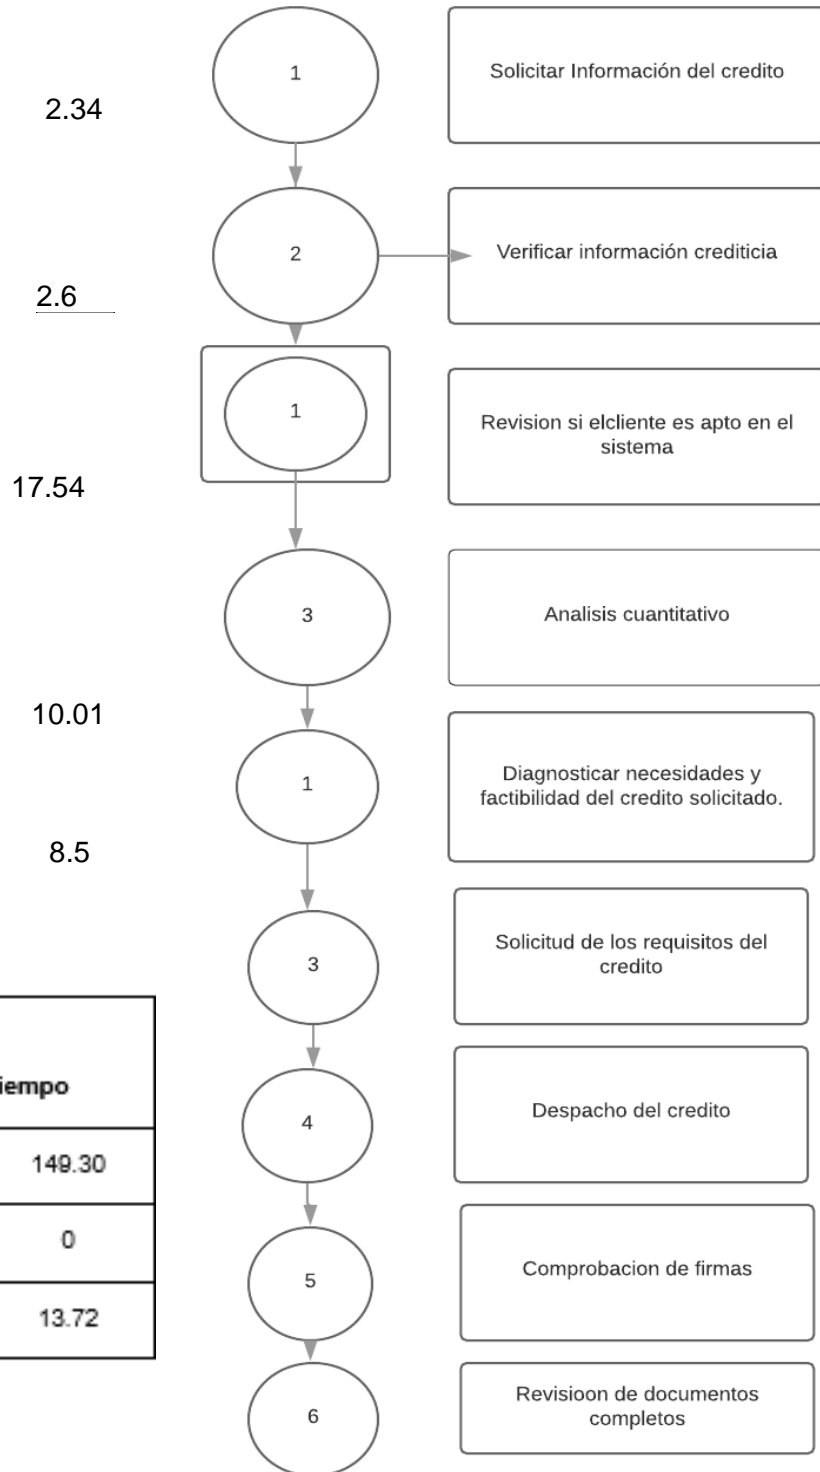 1
Solicitar Información del credito
2.34
2
Verificar información crediticia
2.6
1
Revision si elcliente es apto en el
sistema
17.54
3
Analisis cuantitativo
10.01
1
Diagnosticar necesidades y
factibilidad del credito solicitado.
8.5
3
Solicitud de los requisitos del
credito
iempo
4
Despacho del credito
149.30
0
5
Comprobacion de firmas
13.72
6
Revisioon de documentos
completos